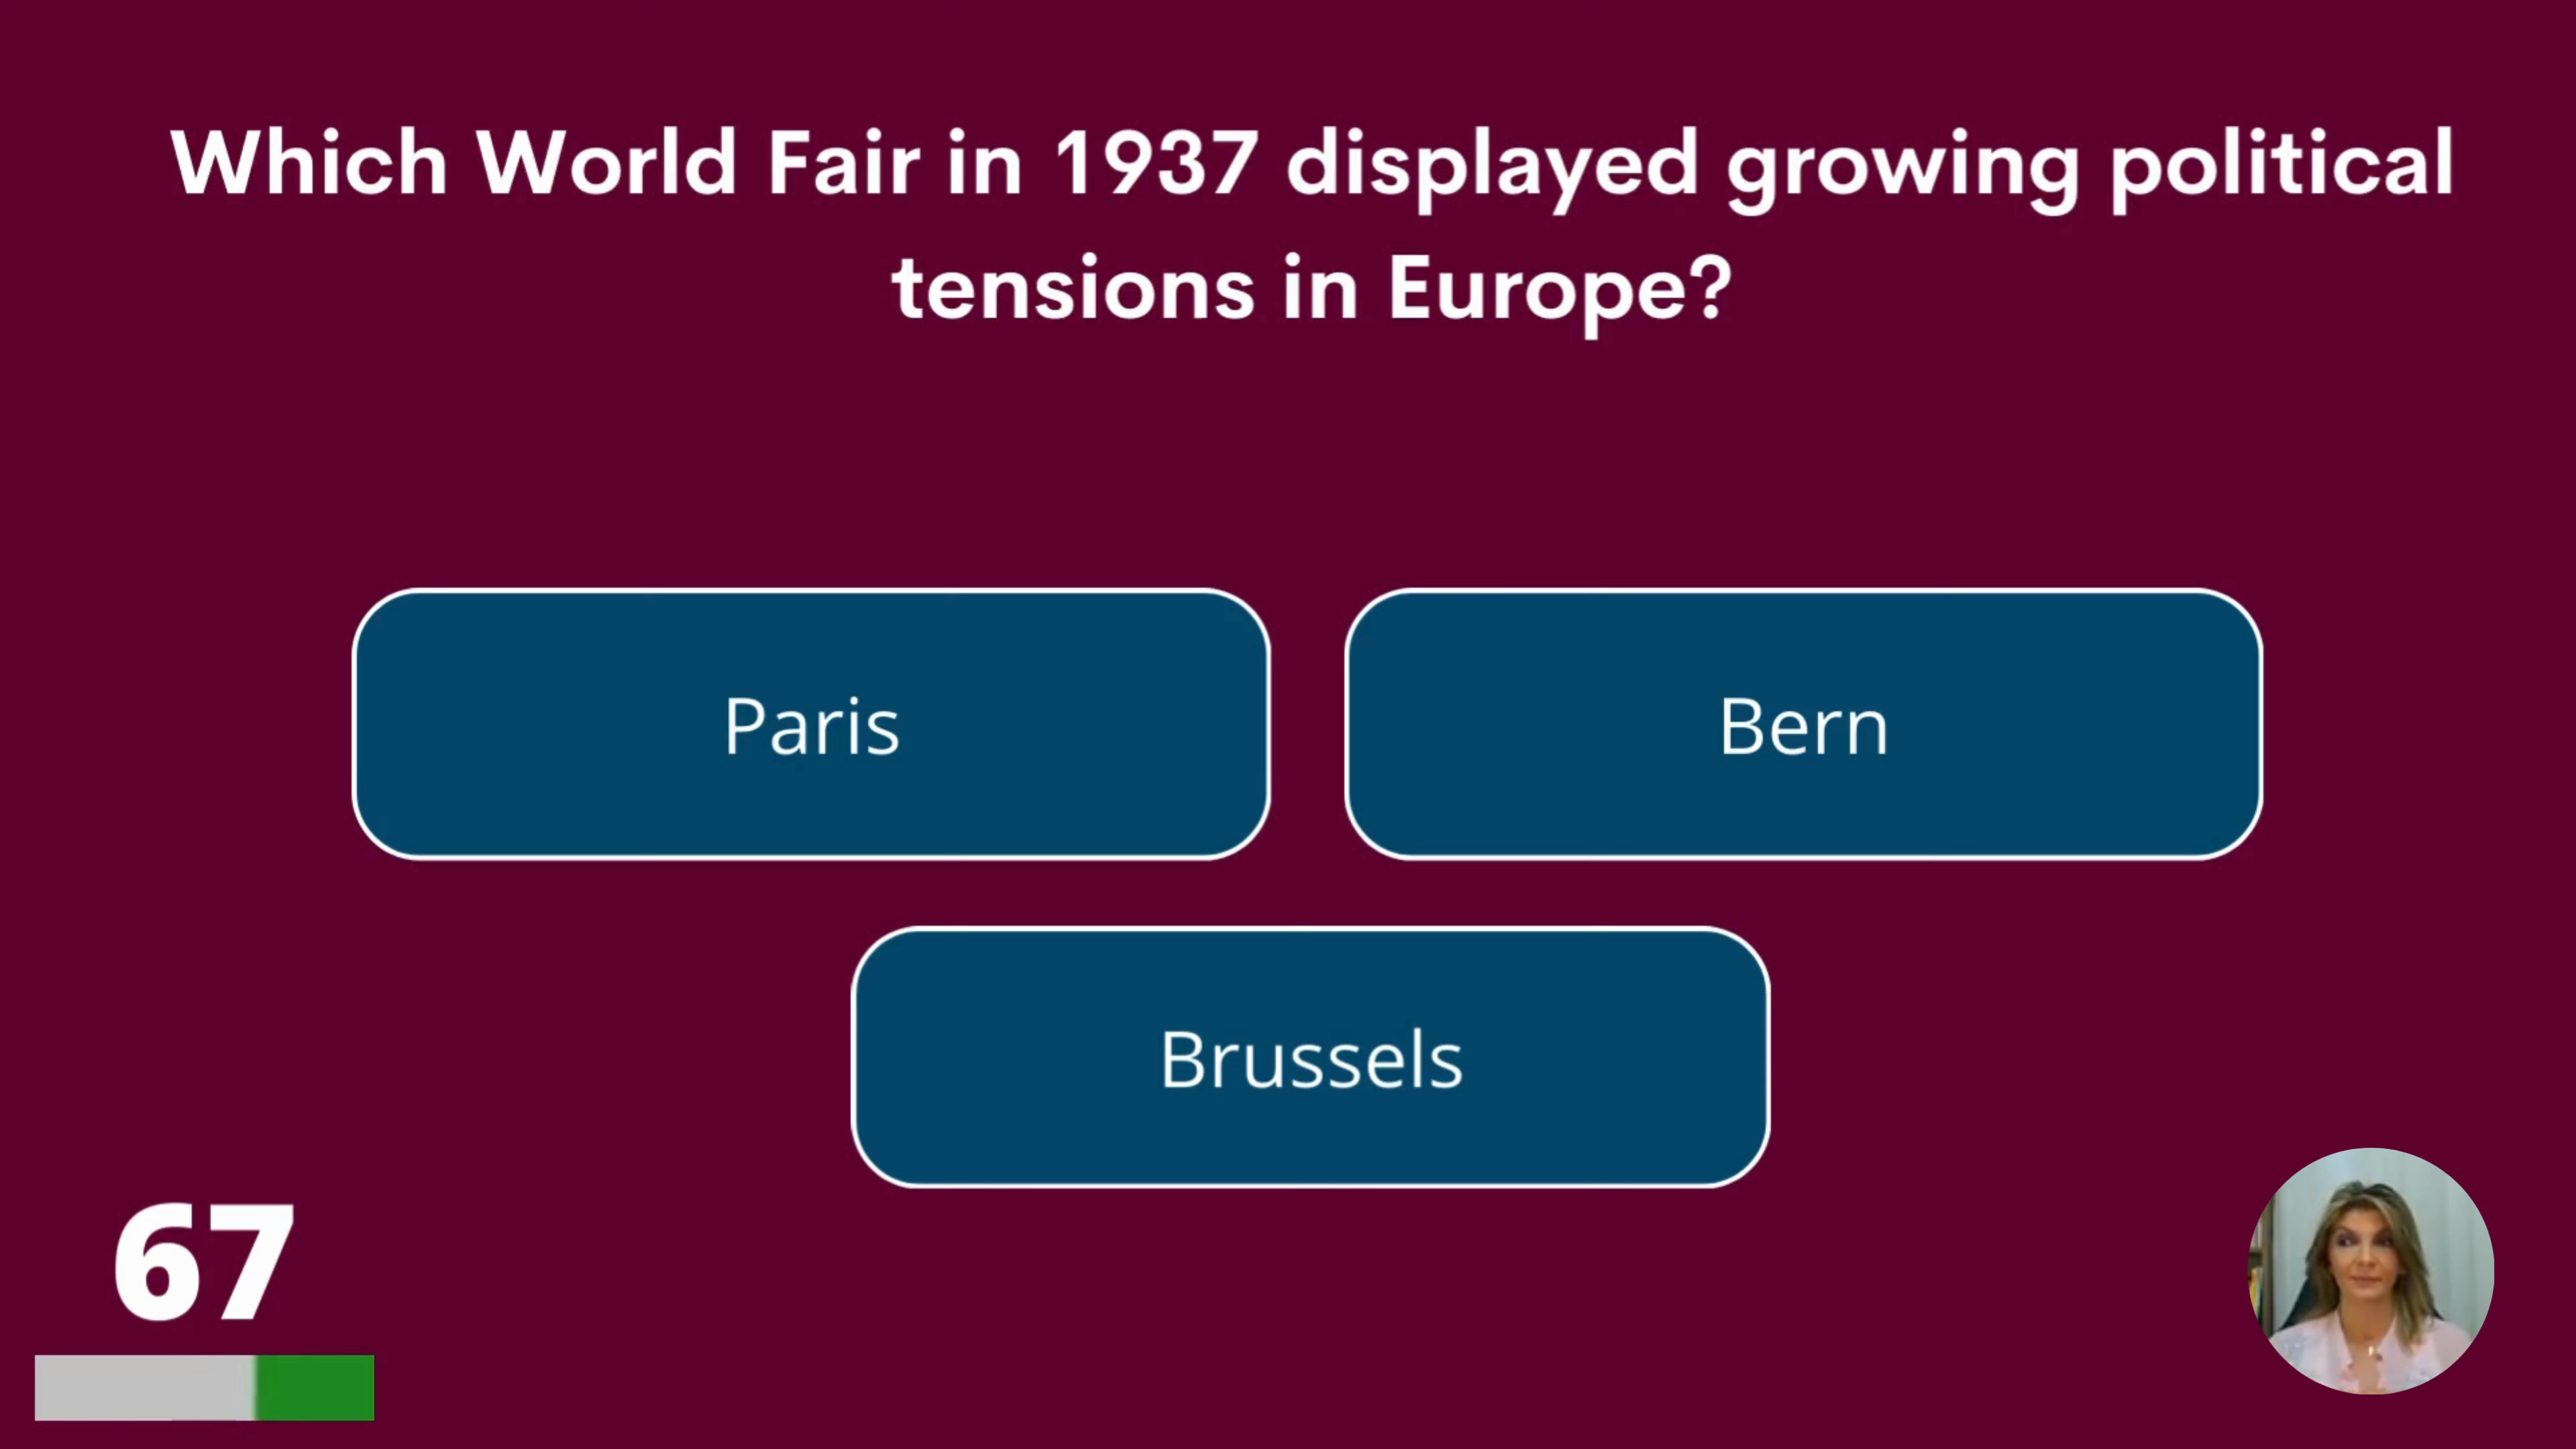 Which World Fair in 1937 displayed growing political
tensions in Europe?
Paris
Bern
Brussels
67